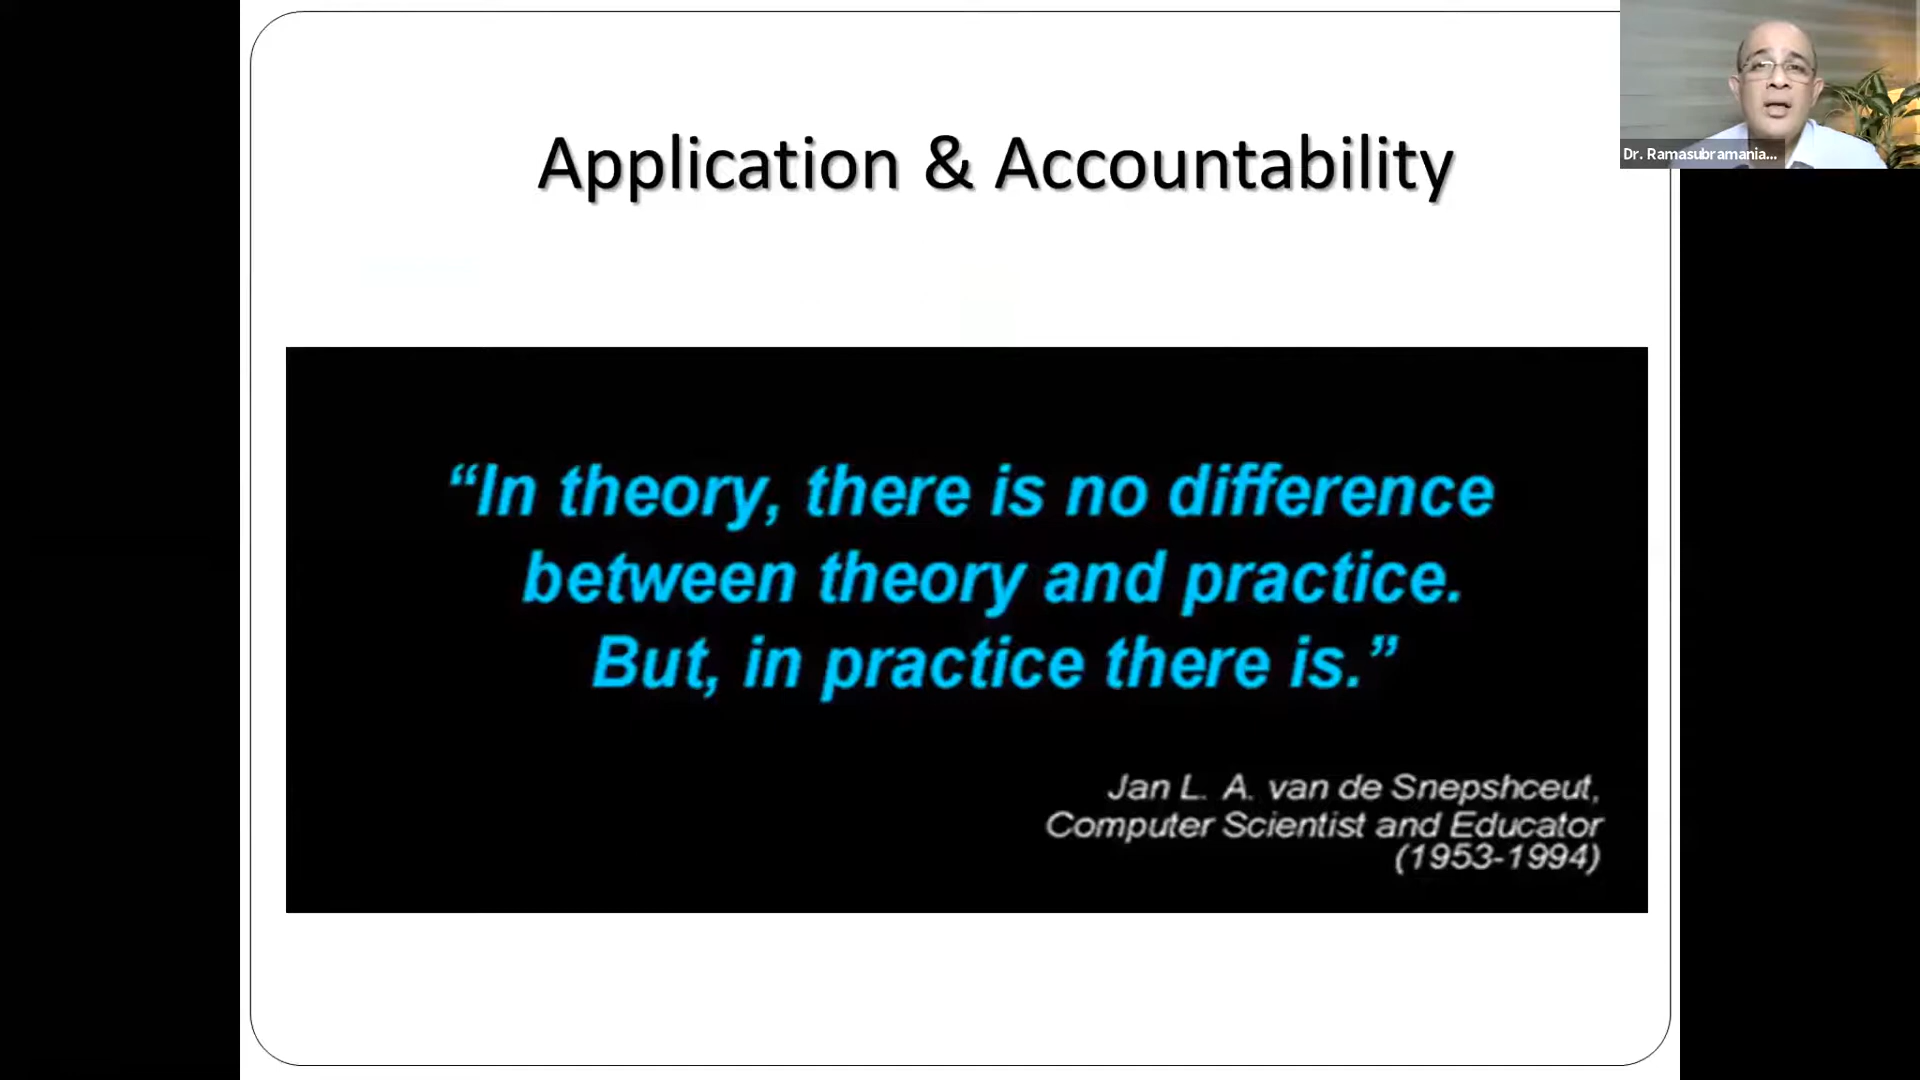 Application & Accountability
Dr. Ramasubramania...
“In theory, there is no difference
between theory and practice.
But, in practice there is.”
Jan L. A. van de Snepshceut,
Computer Scientist and Educator
(1953-1994)